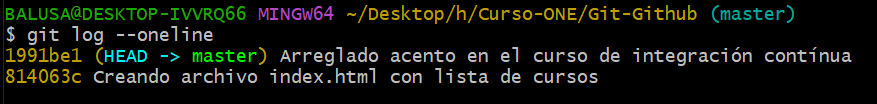 BALUSA@DESKTOP-IVVRQ66 MINGW64 ~/Desktop/h/Curso-ONE/Git-Github (master)
$ git log --oneline
1991be1 (HEAD -> master) Arreglado acento en el curso de integración contínua
814063c Creando archivo index.html con lista de cursos